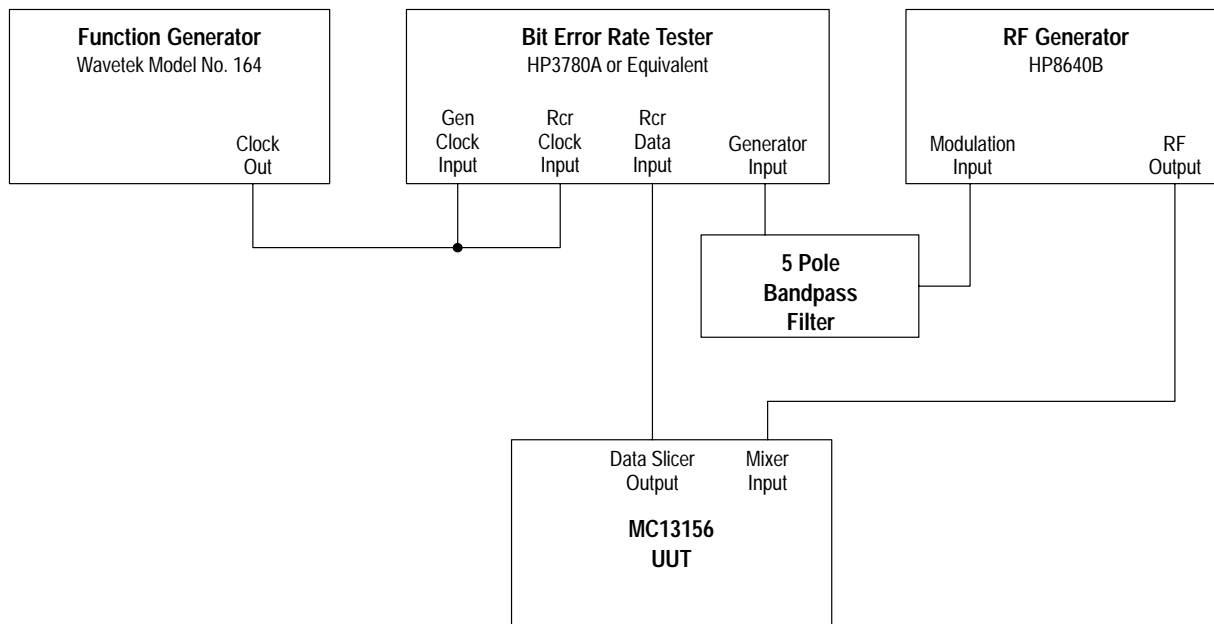 Function Generator
Wavetek Model No. 164
Clock
Out
Bit Error Rate Tester
HP3780A or Equivalent
Gen
Clock
Input
Rcr
Clock
Input
Rcr
Data
Input
Generator
Input
RF Generator
HP8640B
Modulation
Input
RF
Output
5 Pole
Bandpass
Filter
Data Slicer
Output
Mixer
Input
MC13156
UUT